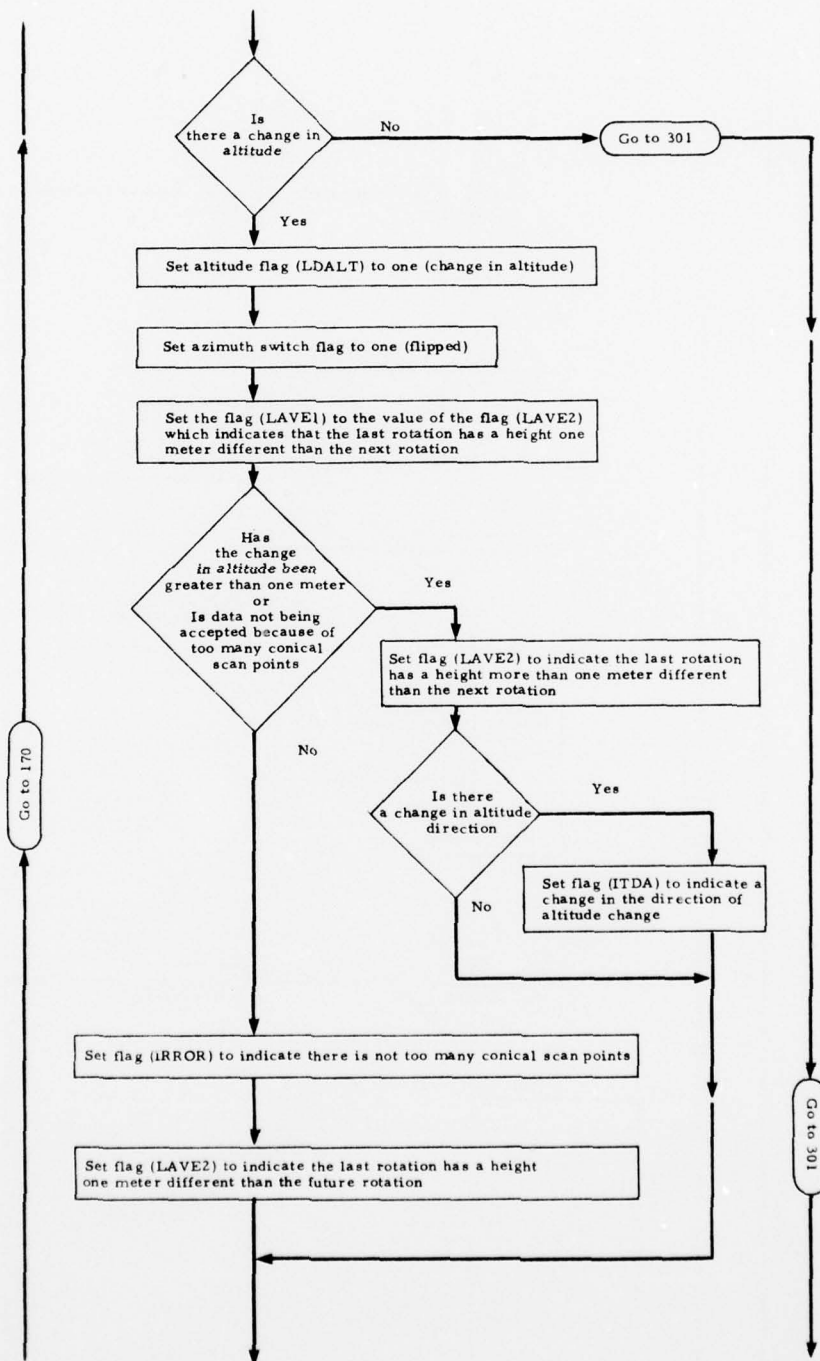 Is
there a change in
altitude
No
Go to 301
Yes
Set altitude flag (LDALT) to one (change in altitude)
Set azimuth switch flag to one (flipped)
Set the flag (LAVE1) to the value of the flag (LAVE2)
which indicates that the last rotation has a height one
meter different than the next rotation
Has
the change
in altitude been
greater than one meter
or
Is data not being
accepted because of
too many conical
scan points
Yes
Set flag (LAVE2) to indicate the last rotation
has a height more than one meter different
than the next rotation
No
Go to 170
Is there
a change in altitude
direction
Yes
Set flag (ITDA) to indicate a
change in the direction of
altitude change
No
Set flag (IRROR) to indicate there is not too many conical scan points
Go to 301
Set flag (LAVE2) to indicate the last rotation has a height
one meter different than the future rotation